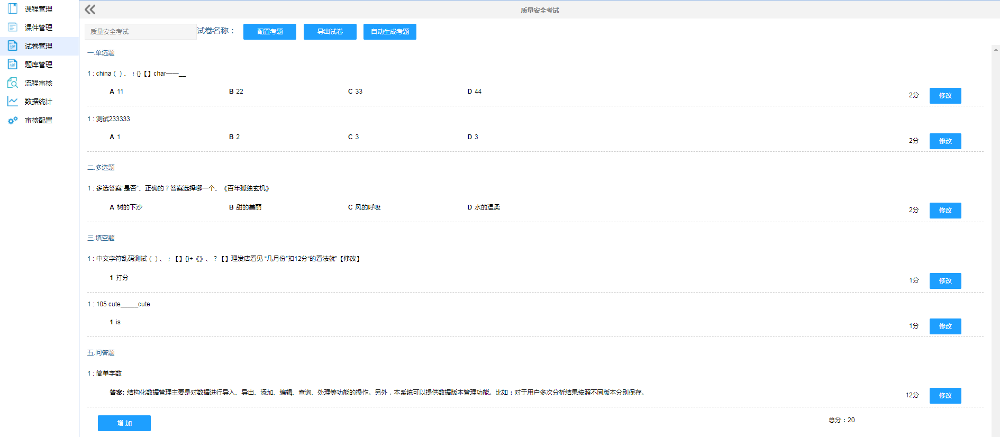 课程管理
课件管理
试卷管理
题库管理
流程审核
数据统计
审核配置
质量安全考试
质量安全考试 试卷名称： 配置考题 导出试卷 自动生成考题
一.单选题
1 : china（ ）、；{}【】char——__
A 11 B 22 C 33 D 44 2分 修改
1 : 测试233333
A 1 B 2 C 3 D 3 2分 修改
二.多选题
1 : 多选答案“是否”、正确的？答案选择哪一个、《百年孤独玄机》
A 树的下沙 B 甜的美丽 C 风的呼吸 D 水的温柔 2分 修改
三.填空题
1 : 中文字符乱码测试（ ）、；【】{}+《》、？【】理发店看见 “几月份”扣12分“的看法就”【修改】
1 打分 1分 修改
1 : 105 cute_____cute
1 is 1分 修改
五.问答题
1 : 简单字数
答案: 结构化数据管理主要是对数据进行导入、导出、添加、编辑、查询、处理等功能的操作。另外，本系统可以提供数据版本管理功能。比如：对于用户多次分析结果按照不同版本分别保存。 12分 修改
增 加 总分：20